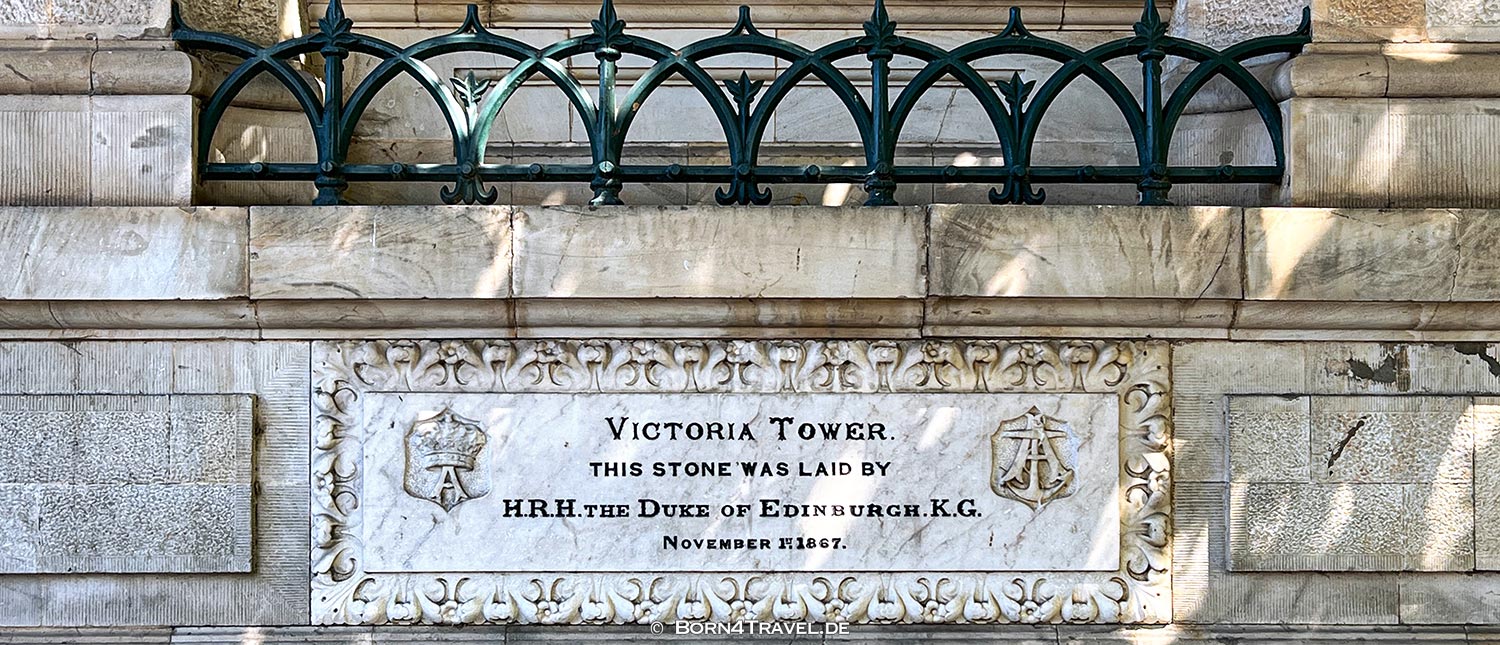 VICTORIA TOWER.
THIS STONE WAS LAID BY
H.R.H. THE DUKE OF EDINBURGH. K.G.
NOVEMBER 1ST 1867.
© BORN4TRAVEL.DE